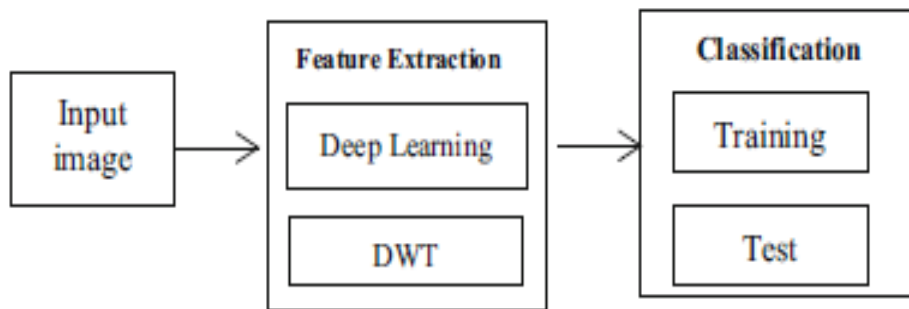 Input
image
Feature Extraction
Deep Learning
DWT
Classification
Training
Test